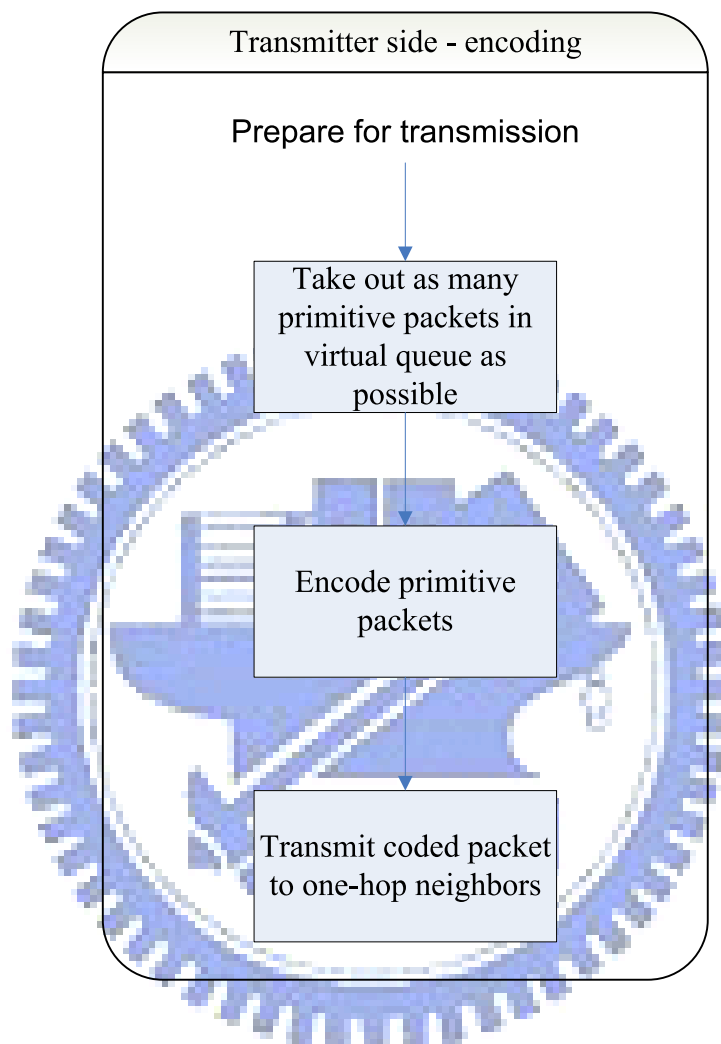 Transmitter side - encoding
Prepare for transmission
Take out as many
primitive packets in
virtual queue as
possible
Encode primitive
packets
Transmit coded packet
to one-hop neighbors